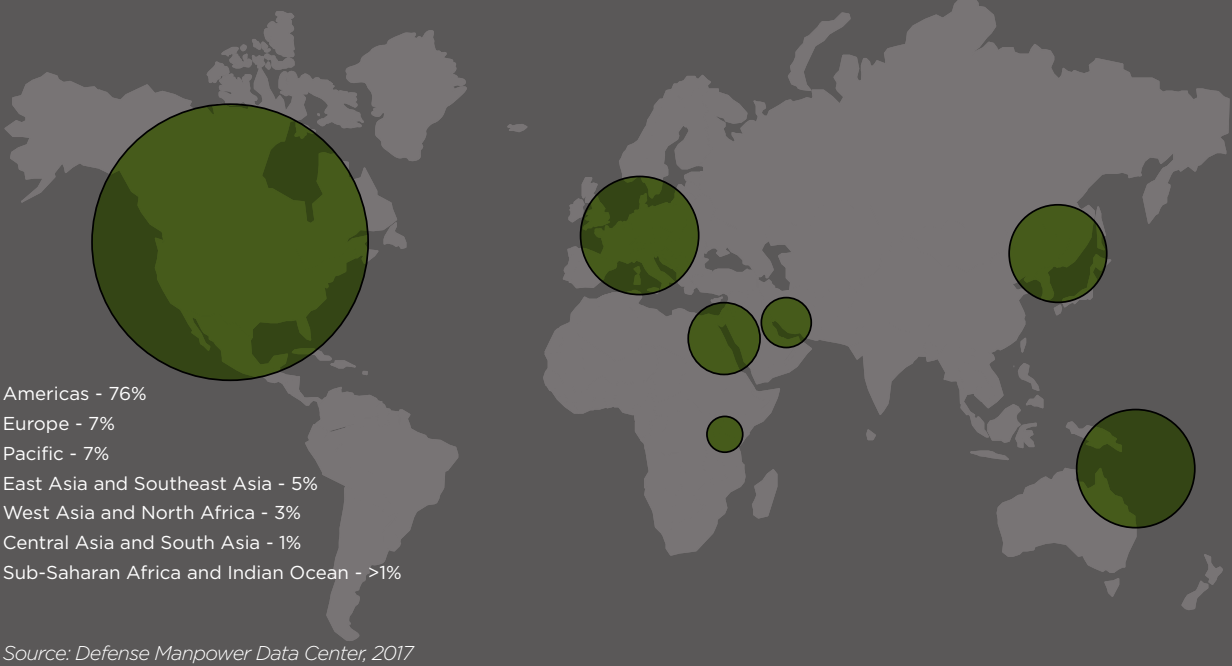 Americas - 76%
Europe - 7%
Pacific - 7%
East Asia and Southeast Asia - 5%
West Asia and North Africa - 3%
Central Asia and South Asia - 1%
Sub-Saharan Africa and Indian Ocean - >1%
Source: Defense Manpower Data Center, 2017